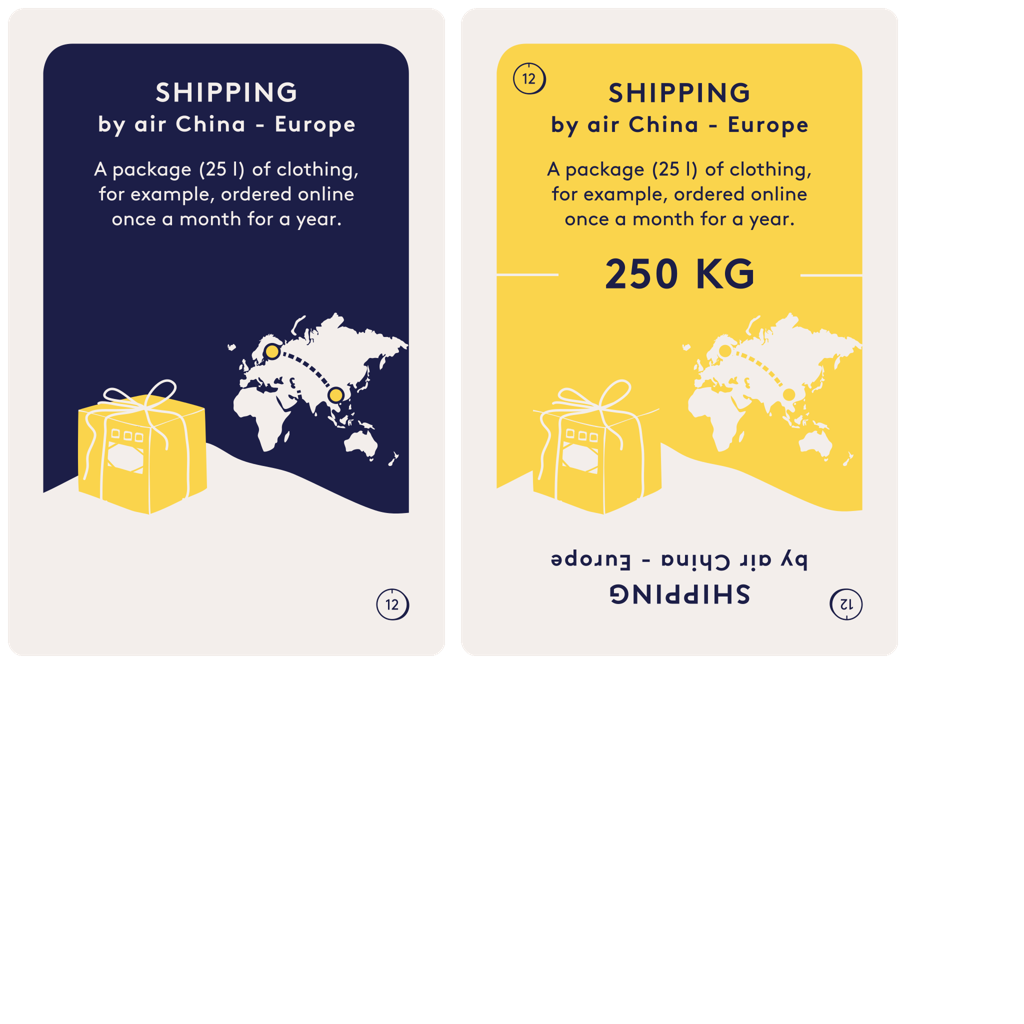 SHIPPING
by air China - Europe
A package (25 l) of clothing,
for example, ordered online
once a month for a year.
12
12
SHIPPING
by air China - Europe
A package (25 l) of clothing,
for example, ordered online
once a month for a year.
250 KG
SHIPPING
by air China - Europe
12